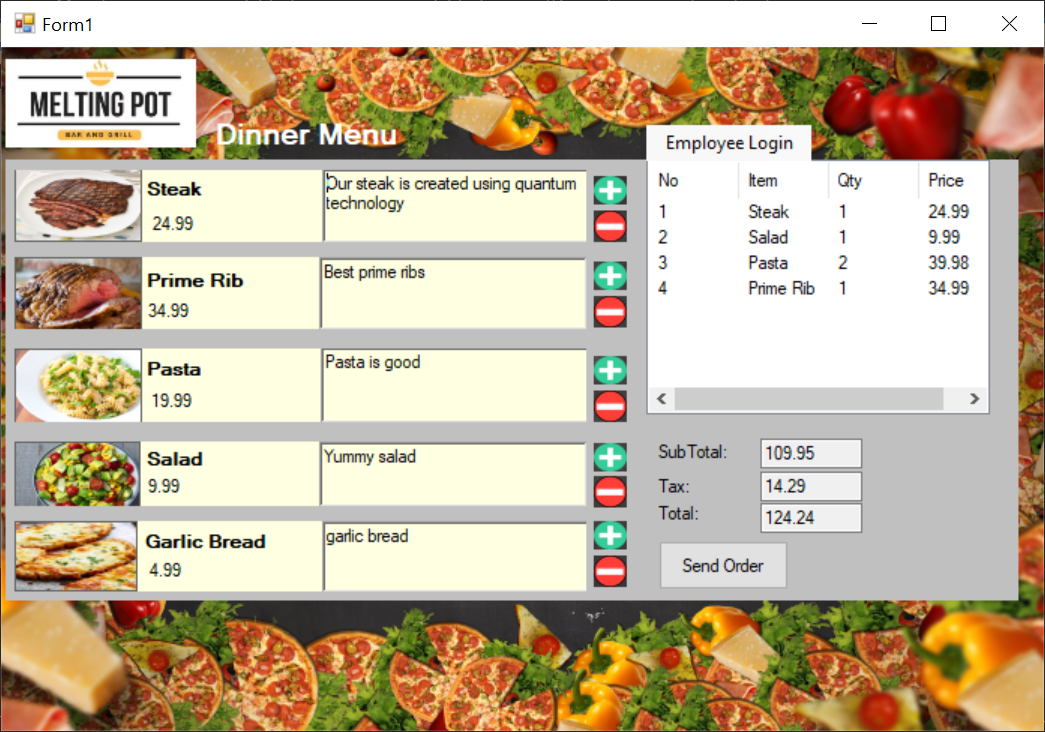 Form1
MELTING POT
BAR AND GRILL
Dinner Menu
Employee Login
Steak
24.99
Our steak is created using quantum
technology
Prime Rib
34.99
Best prime ribs
Pasta
19.99
Pasta is good
Salad
9.99
Yummy salad
Garlic Bread
4.99
garlic bread
No Item Qty Price
1 Steak 1 24.99
2 Salad 1 9.99
3 Pasta 2 39.98
4 Prime Rib 1 34.99
SubTotal: 109.95
Tax: 14.29
Total: 124.24
Send Order